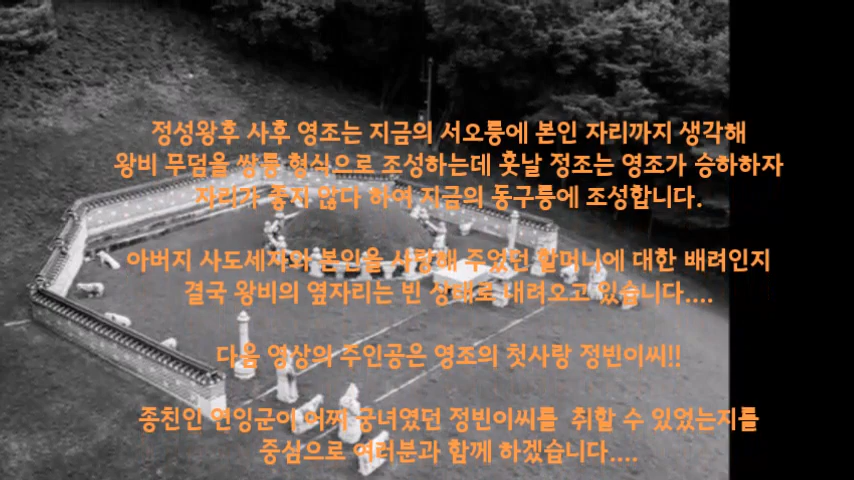 정성왕후 사후 영조는 지금의 서오릉에 본인 자리까지 생각해
왕비 무덤을 쌍릉 형식으로 조성하는데 훗날 정조는 영조가 승하하자
자리가 좋지 않다 하여 지금의 동구릉에 조성합니다.
아버지 사도세자와 본인을 사랑해 주었던 할머니에 대한 배려인지
결국 왕비의 옆자리는 빈 상태로 내려오고 있습니다....
다음 영상의 주인공은 영조의 첫사랑 정빈이씨!!
종친인 연잉군이 어찌 궁녀였던 정빈이씨를 취할 수 있었는지를
중심으로 여러분과 함께 하겠습니다....